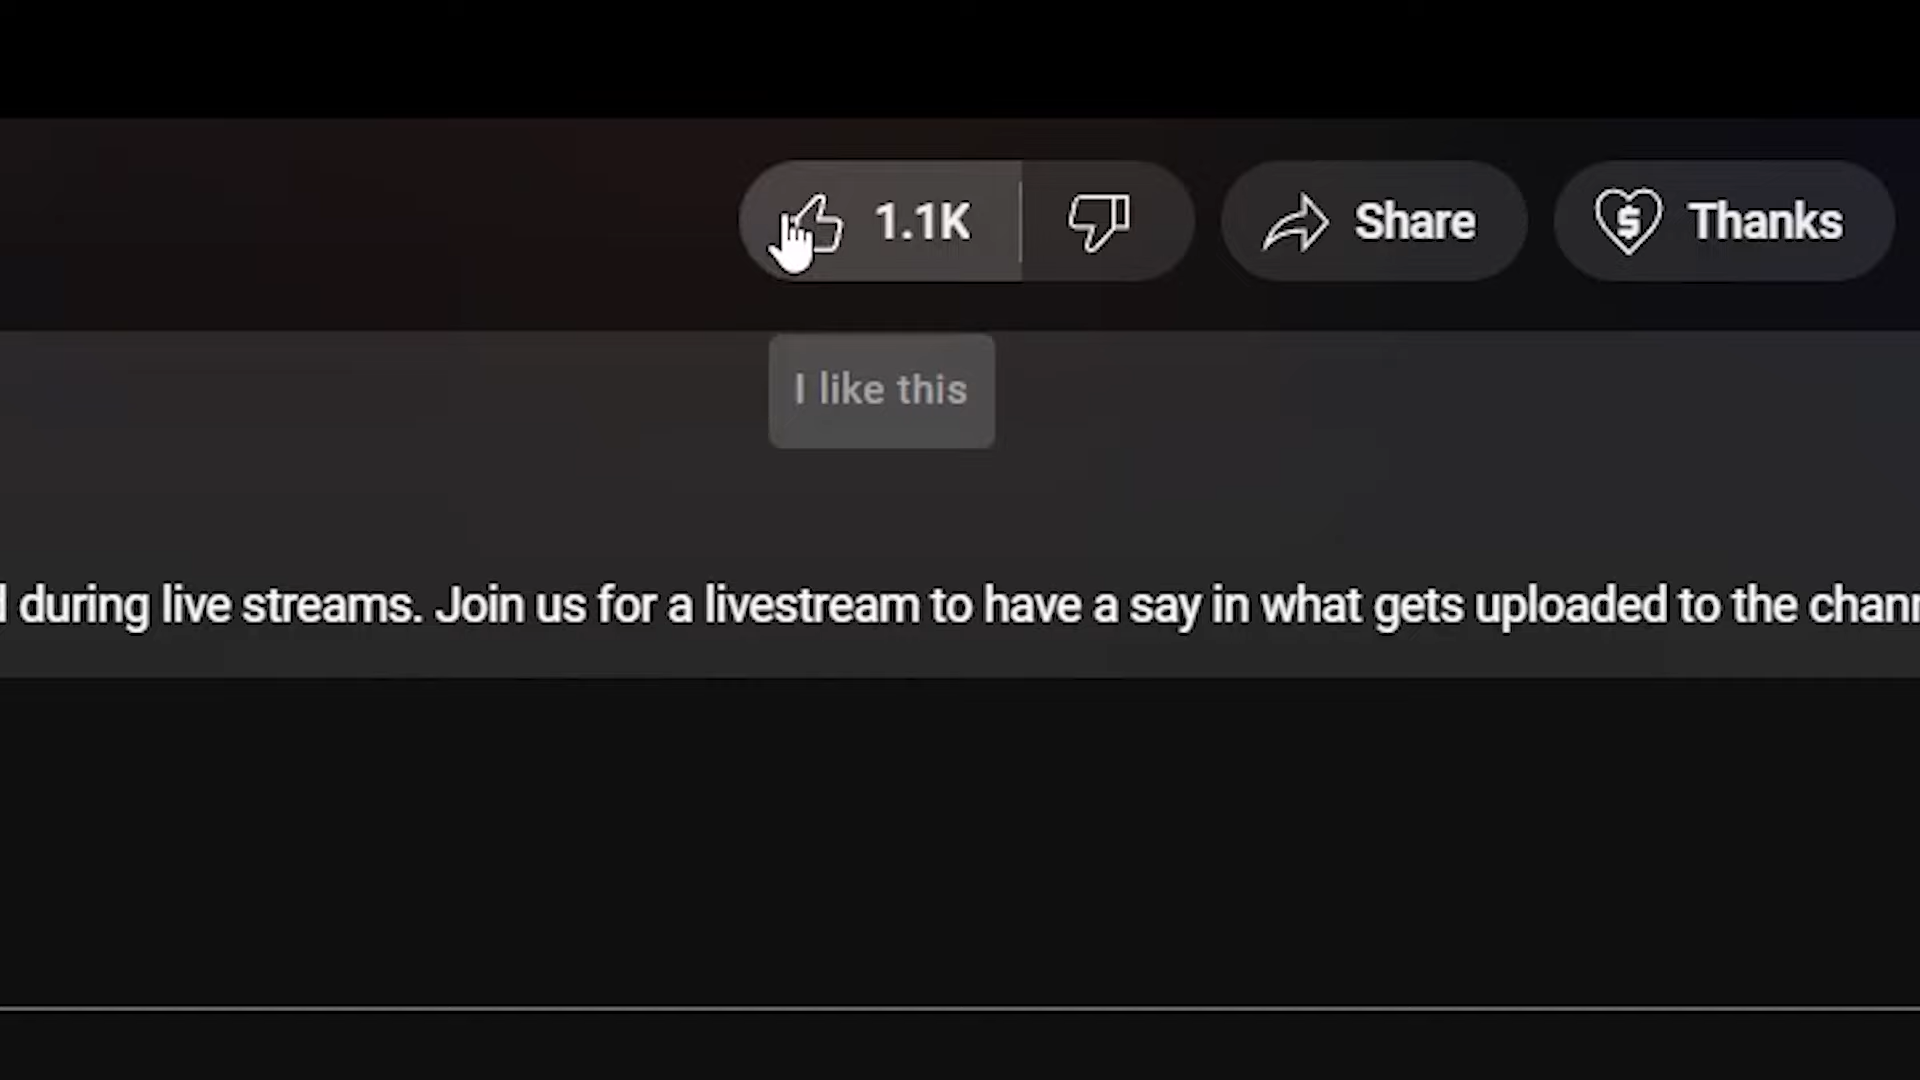 1.1K
Share
Thanks
I like this
during live streams. Join us for a livestream to have a say in what gets uploaded to the